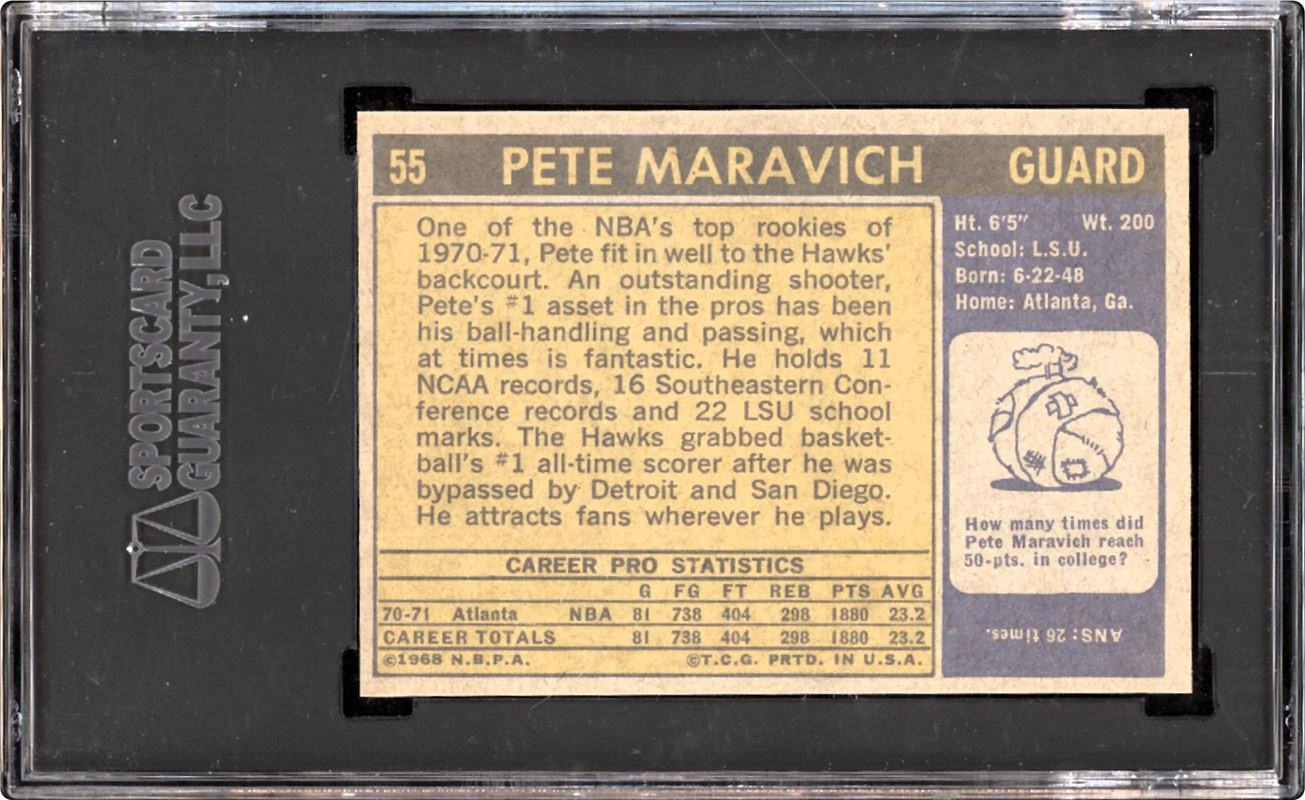 SPORTSCARD
GUARANTY, LLC
55 PETE MARAVICH GUARD
One of the NBA's top rookies of
1970-71, Pete fit in well to the Hawks'
backcourt. An outstanding shooter,
Pete's #1 asset in the pros has been
his ball-handling and passing, which
at times is fantastic. He holds 11
NCAA records, 16 Southeastern Con-
ference records and 22 LSU school
marks. The Hawks grabbed basket-
ball's #1 all-time scorer after he was
bypassed by Detroit and San Diego.
He attracts fans wherever he plays.
CAREER PRO STATISTICS
G FG FT REB PTS AVG
70-71 Atlanta NBA 81 738 404 298 1880 23.2
CAREER TOTALS 81 738 404 298 1880 23.2
©1968 N.B.P.A. ©T.C.G. PRTD. IN U.S.A.
Ht. 6'5" Wt. 200
School: L.S.U.
Born: 6-22-48
Home: Atlanta, Ga.
How many times did
Pete Maravich reach
50-pts. in college?
ANS: 26 times.